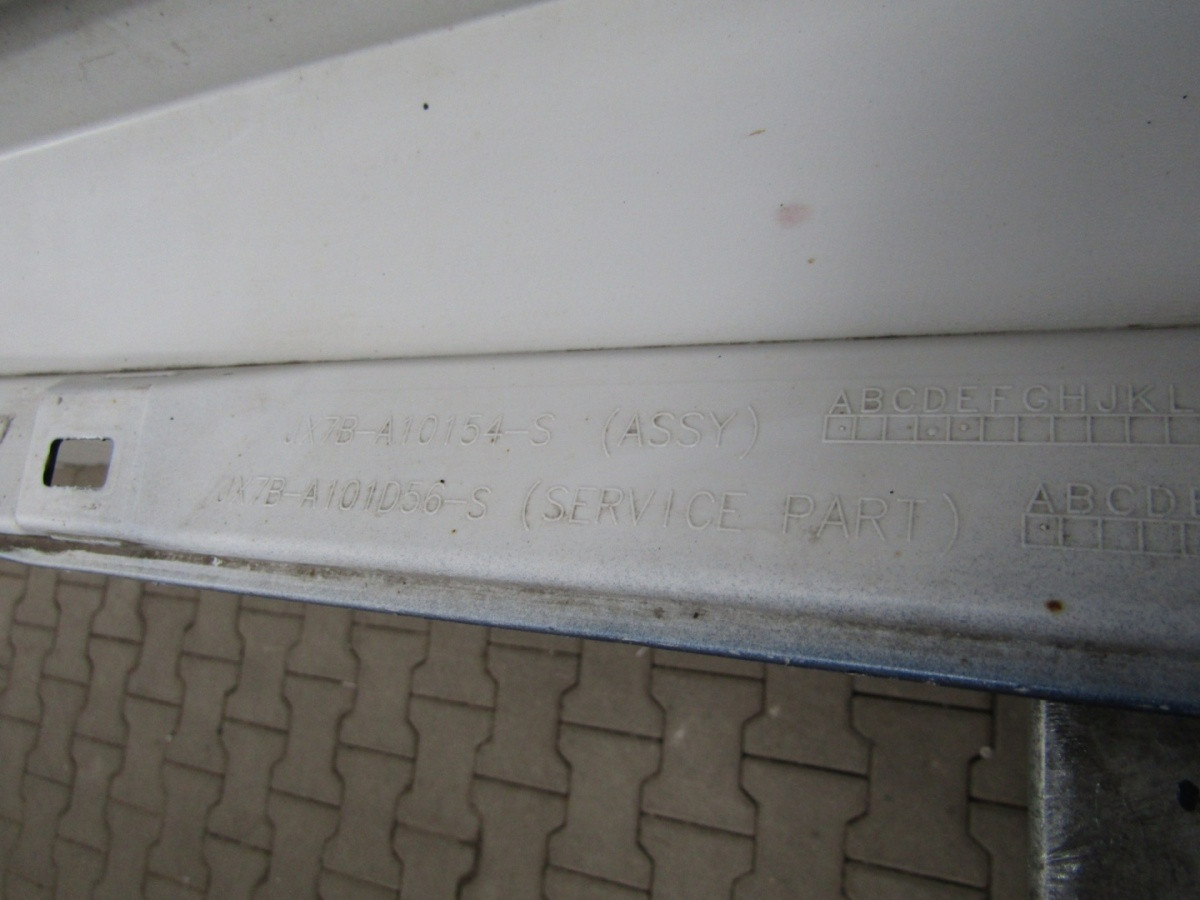 JX7B-A10154-S (ASSY) ABCDEFGHJKL
JX7B-A101D56-S (SERVICE PART) ABCDE